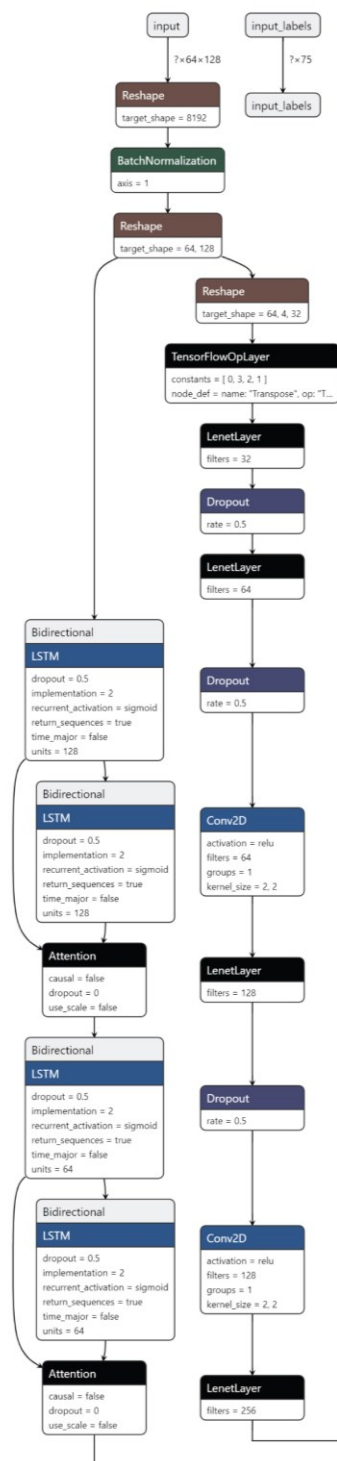 input
input_labels
?×64×128
?×75
Reshape
input_labels
target_shape = 8192
BatchNormalization
axis = 1
Reshape
target_shape = 64, 128
Reshape
target_shape = 64, 4, 32
TensorFlowOpLayer
constants = [ 0, 3, 2, 1 ]
node_def = name: "Transpose", op: "T...
LenetLayer
filters = 32
Dropout
rate = 0.5
LenetLayer
filters = 64
Bidirectional
LSTM
dropout = 0.5
implementation = 2
recurrent_activation = sigmoid
return_sequences = true
time_major = false
units = 128
Dropout
rate = 0.5
Bidirectional
LSTM
dropout = 0.5
implementation = 2
recurrent_activation = sigmoid
return_sequences = true
time_major = false
units = 128
Conv2D
activation = relu
filters = 64
groups = 1
kernel_size = 2, 2
Attention
causal = false
dropout = 0
use_scale = false
LenetLayer
filters = 128
Bidirectional
LSTM
dropout = 0.5
implementation = 2
recurrent_activation = sigmoid
return_sequences = true
time_major = false
units = 64
Dropout
rate = 0.5
Bidirectional
LSTM
dropout = 0.5
implementation = 2
recurrent_activation = sigmoid
return_sequences = true
time_major = false
units = 64
Conv2D
activation = relu
filters = 128
groups = 1
kernel_size = 2, 2
Attention
causal = false
dropout = 0
use_scale = false
LenetLayer
filters = 256